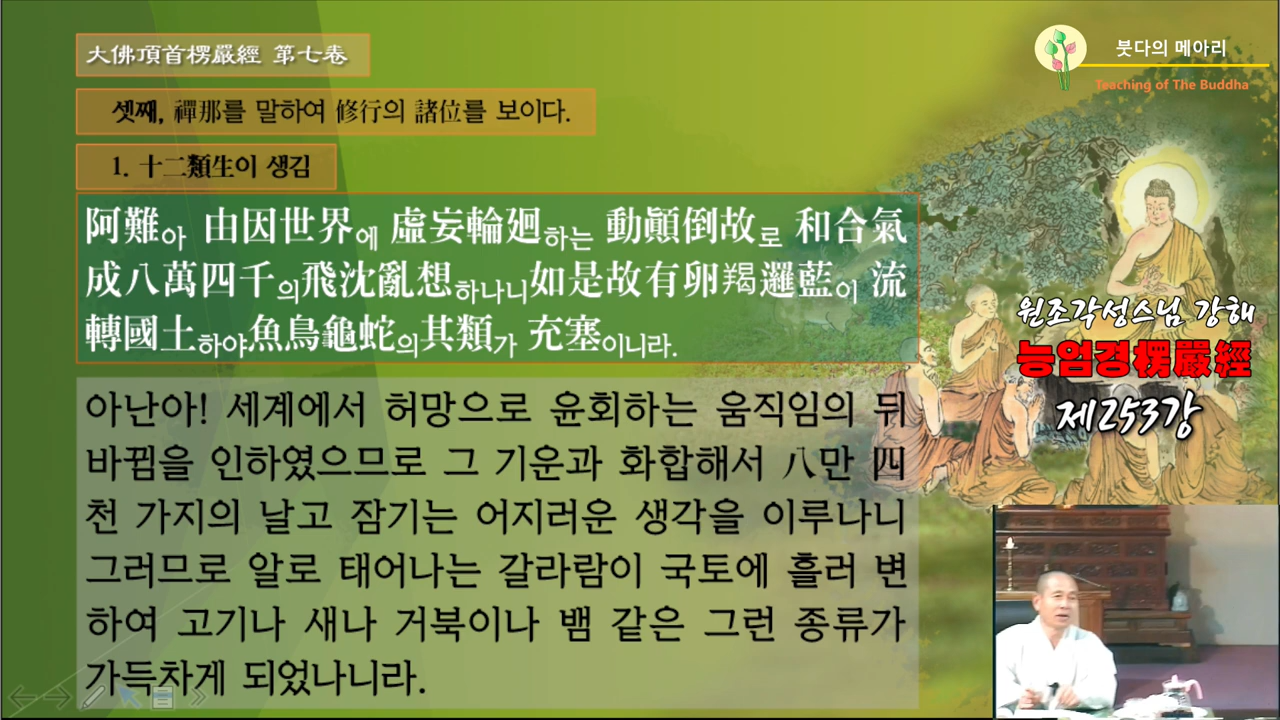 大佛頂首楞嚴經 第七卷
셋째, 禪那를 말하여 修行의 諸位를 보이다.
1. 十二類生이 생김
阿難아 由因世界에 虛妄輪廻하는 動顚倒故로 和合氣
成八萬四千의飛沈亂想하나니如是故有卵羯邏藍이 流
轉國土하야魚鳥龜蛇의其類가 充塞이니라.
아난아! 세계에서 허망으로 윤회하는 움직임의 뒤
바뀜을 인하였으므로 그 기운과 화합해서 八만 四
천 가지의 날고 잠기는 어지러운 생각을 이루나니
그러므로 알로 태어나는 갈라람이 국토에 흘러 변
하여 고기나 새나 거북이나 뱀 같은 그런 종류가
가득차게 되었나니라.
붓다의 메아리
Teaching of The Buddha
원조각성스님 강해
능엄경楞嚴經
제253강